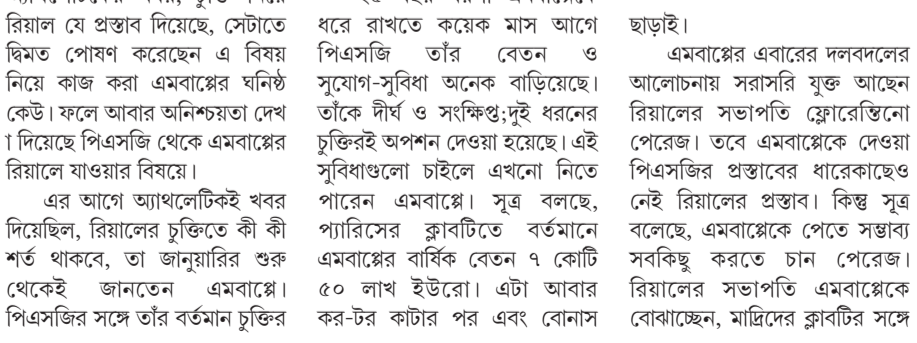 রিয়াল যে প্রস্তাব দিয়েছে, সেটাতে
দ্বিমত পোষণ করেছেন এ বিষয়
নিয়ে কাজ করা এমবাপ্পের ঘনিষ্ঠ
কেউ। ফলে আবার অনিশ্চয়তা দেখ
া দিয়েছে পিএসজি থেকে এমবাপ্পের
রিয়ালে যাওয়ার বিষয়ে।
এর আগে অ্যাথলেটিকই খবর
দিয়েছিল, রিয়ালের চুক্তিতে কী কী
শর্ত থাকবে, তা জানুয়ারির শুরু
থেকেই জানতেন এমবাপ্পে।
পিএসজির সঙ্গে তাঁর বর্তমান চুক্তির
ধরে রাখতে কয়েক মাস আগে
পিএসজি তাঁর বেতন ও
সুযোগ-সুবিধা অনেক বাড়িয়েছে।
তাঁকে দীর্ঘ ও সংক্ষিপ্ত;দুই ধরনের
চুক্তিরই অপশন দেওয়া হয়েছে। এই
সুবিধাগুলো চাইলে এখনো নিতে
পারেন এমবাপ্পে। সূত্র বলছে,
প্যারিসের ক্লাবটিতে বর্তমানে
এমবাপ্পের বার্ষিক বেতন ৭ কোটি
৫০ লাখ ইউরো। এটা আবার
কর-টর কাটার পর এবং বোনাস
ছাড়াই।
এমবাপ্পের এবারের দলবদলের
আলোচনায় সরাসরি যুক্ত আছেন
রিয়ালের সভাপতি ফ্লোরেন্তিনো
পেরেজ। তবে এমবাপ্পেকে দেওয়া
পিএসজির প্রস্তাবের ধারেকাছেও
নেই রিয়ালের প্রস্তাব। কিন্তু সূত্র
বলেছে, এমবাপ্পেকে পেতে সম্ভাব্য
সবকিছু করতে চান পেরেজ।
রিয়ালের সভাপতি এমবাপ্পেকে
বোঝাচ্ছেন, মাদ্রিদের ক্লাবটির সঙ্গে